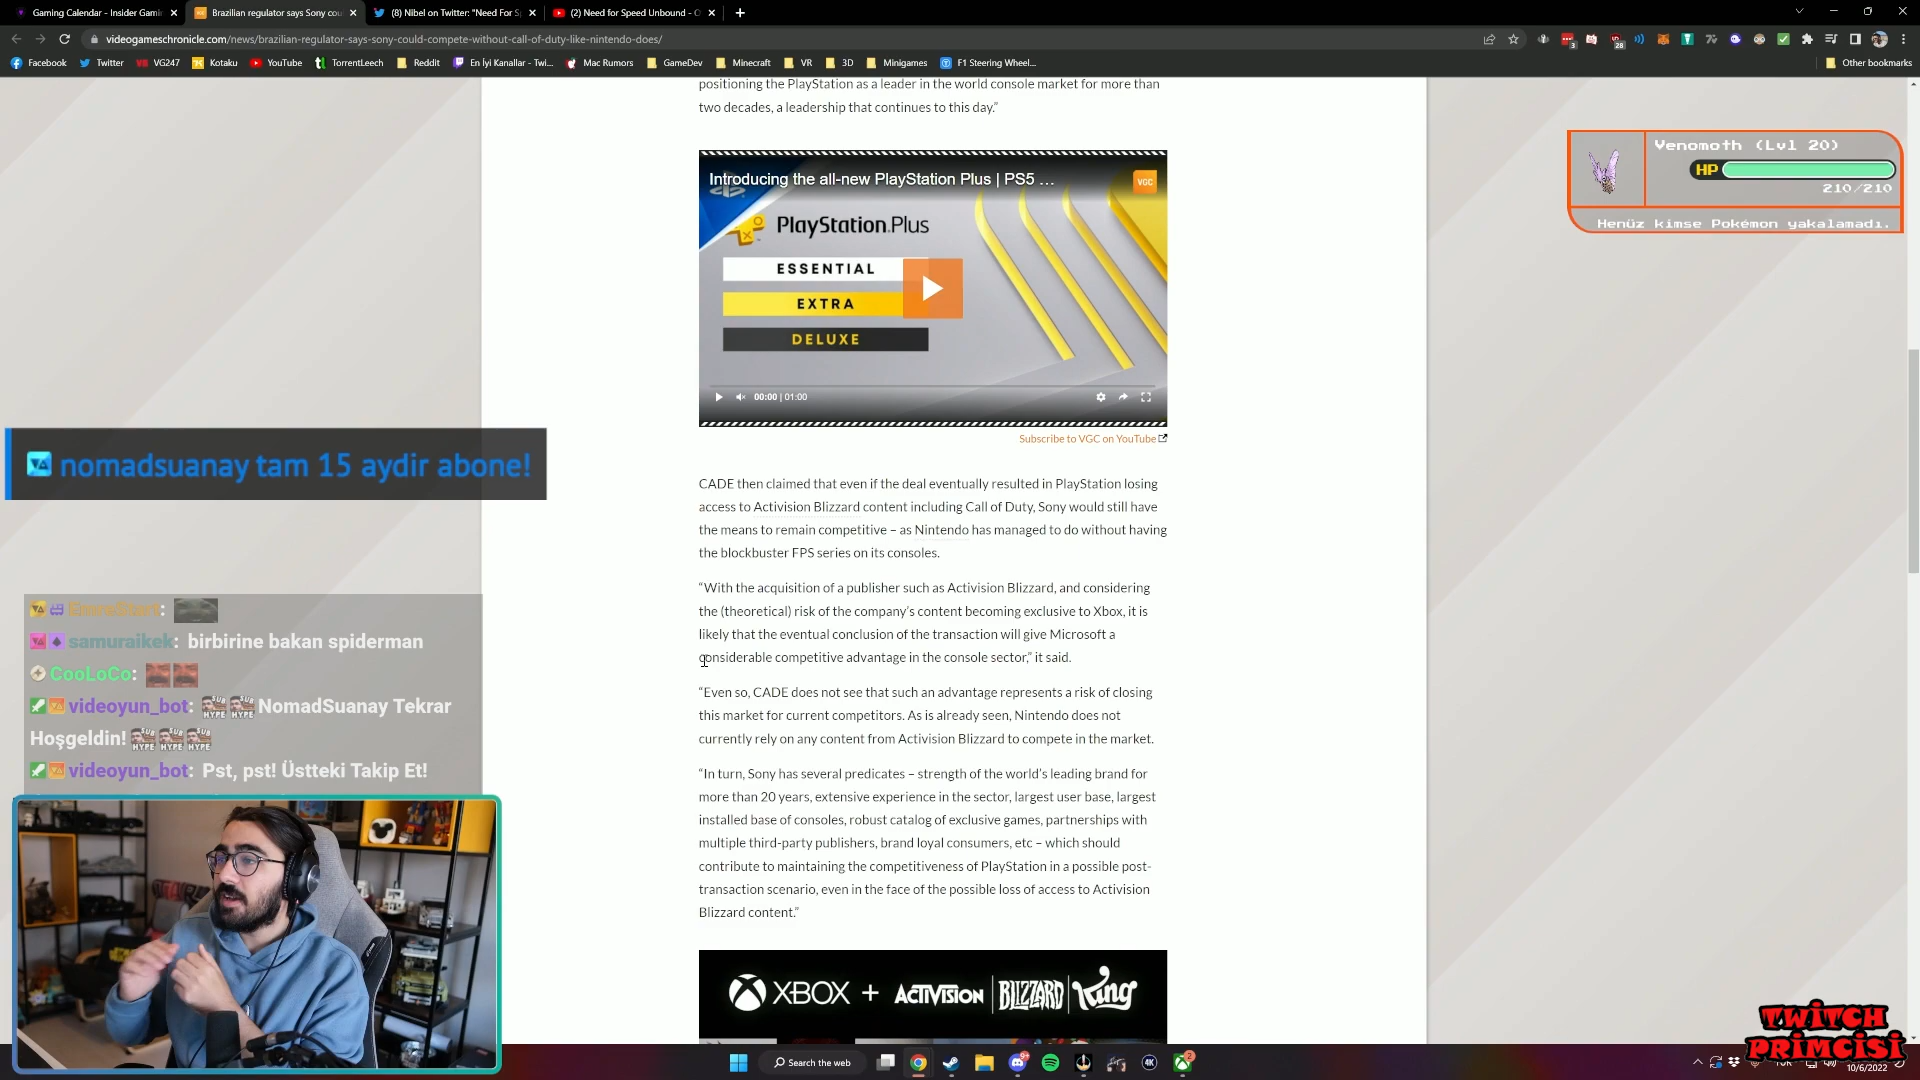 Gaming Calendar - Insider Gami
Brazilian regulator says Sony cou
(8) Nibel on Twitter: "Need For Sp
(2) Need for Speed Unbound - O
videogameschronicle.com/news/brazilian-regulator-says-sony-could-compete-without-call-of-duty-like-nintendo-does/
Facebook Twitter VG247 Kotaku YouTube TorrentLeech Reddit En İyi Kanallar - Twi... Mac Rumors GameDev Minecraft VR 3D Minigames F1 Steering Wheel... Other bookmarks
positioning the PlayStation as a leader in the world console market for more than
two decades, a leadership that continues to this day.”
Venomoth (Lvl 20)
HP
210/210
Henüz kimse Pokémon yakalamadı.
Introducing the all-new PlayStation Plus | PS5 ...
VGC
PlayStation Plus
ESSENTIAL
EXTRA
DELUXE
00:00 | 01:00
Subscribe to VGC on YouTube
nomadsuanay tam 15 aydir abone!
CADE then claimed that even if the deal eventually resulted in PlayStation losing
access to Activision Blizzard content including Call of Duty, Sony would still have
the means to remain competitive – as Nintendo has managed to do without having
the blockbuster FPS series on its consoles.
“With the acquisition of a publisher such as Activision Blizzard, and considering
the (theoretical) risk of the company’s content becoming exclusive to Xbox, it is
likely that the eventual conclusion of the transaction will give Microsoft a
considerable competitive advantage in the console sector,” it said.
“Even so, CADE does not see that such an advantage represents a risk of closing
this market for current competitors. As is already seen, Nintendo does not
currently rely on any content from Activision Blizzard to compete in the market.
“In turn, Sony has several predicates – strength of the world’s leading brand for
more than 20 years, extensive experience in the sector, largest user base, largest
installed base of consoles, robust catalog of exclusive games, partnerships with
multiple third-party publishers, brand loyal consumers, etc – which should
contribute to maintaining the competitiveness of PlayStation in a possible post-
transaction scenario, even in the face of the possible loss of access to Activision
Blizzard content.”
XBOX + ACTIVISION | BLIZZARD | King
EmreStart:
samuraikek: birbirine bakan spiderman
CooLoCo:
videoyun_bot: SUB HYPE SUB HYPE NomadSuanay Tekrar
Hoşgeldin! SUB HYPE SUB HYPE SUB HYPE
videoyun_bot: Pst, pst! Üstteki Takip Et!
TWiTCH
PRiMCiSi
Search the web
10/6/2022